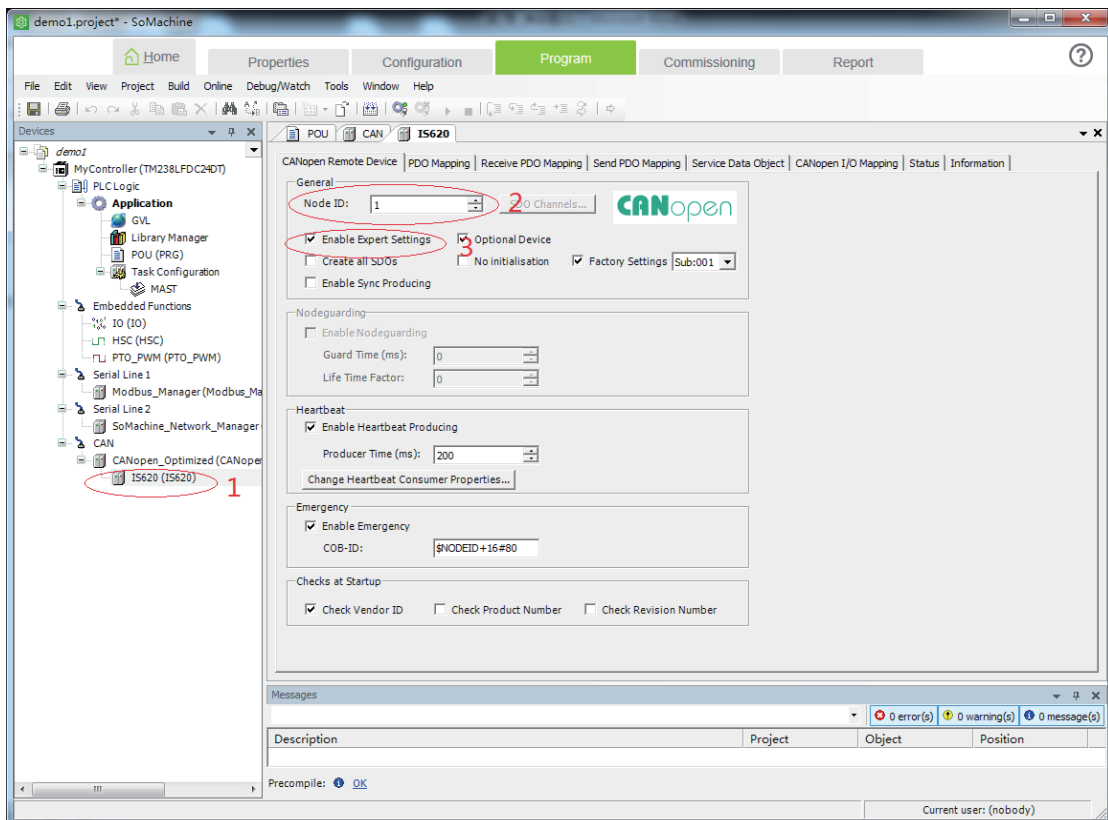 demo1.project* - SoMachine
Home Properties Configuration Program Commissioning Report
File Edit View Project Build Online Debug/Watch Tools Window Help
Devices
demo1
MyController (TM238LFDC24DT)
PLC Logic
Application
GVL
Library Manager
POU (PRG)
Task Configuration
MAST
Embedded Functions
IO (IO)
HSC (HSC)
PTO_PWM (PTO_PWM)
Serial Line 1
Modbus_Manager (Modbus_Ma
Serial Line 2
SoMachine_Network_Manager
CAN
CANopen_Optimized (CANopen
IS620 (IS620)
1
POU CAN IS620
CANopen Remote Device PDO Mapping Receive PDO Mapping Send PDO Mapping Service Data Object CANopen I/O Mapping Status Information
General
Node ID: 1 2 SDO Channels... CANopen
Enable Expert Settings 3 Optional Device
Create all SDOs No initialisation Factory Settings Sub:001
Enable Sync Producing
Nodeguarding
Enable Nodeguarding
Guard Time (ms): 0
Life Time Factor: 0
Heartbeat
Enable Heartbeat Producing
Producer Time (ms): 200
Change Heartbeat Consumer Properties...
Emergency
Enable Emergency
COB-ID: $NODEID+16#80
Checks at Startup
Check Vendor ID Check Product Number Check Revision Number
Messages
0 error(s) 0 warning(s) 0 message(s)
Description Project Object Position
Precompile: OK
Current user: (nobody)